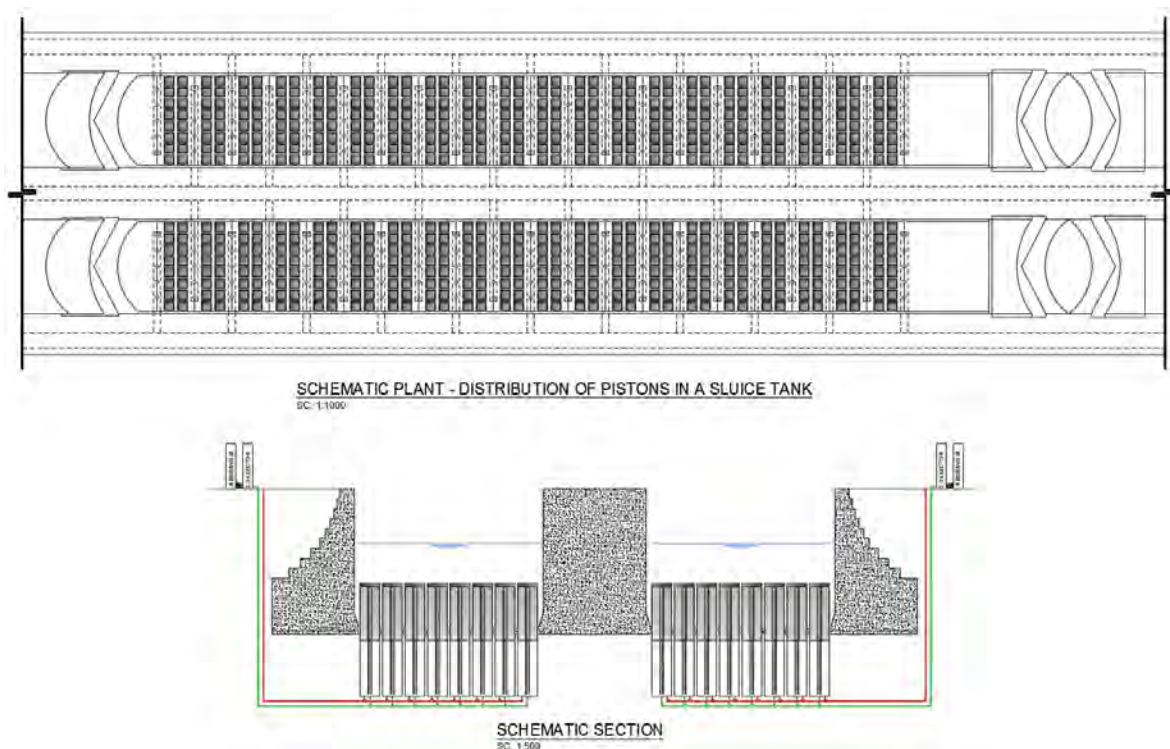 SCHEMATIC PLANT - DISTRIBUTION OF PISTONS IN A SLUICE TANK
SC. 1:1000
SCHEMATIC SECTION
SC. 1:500